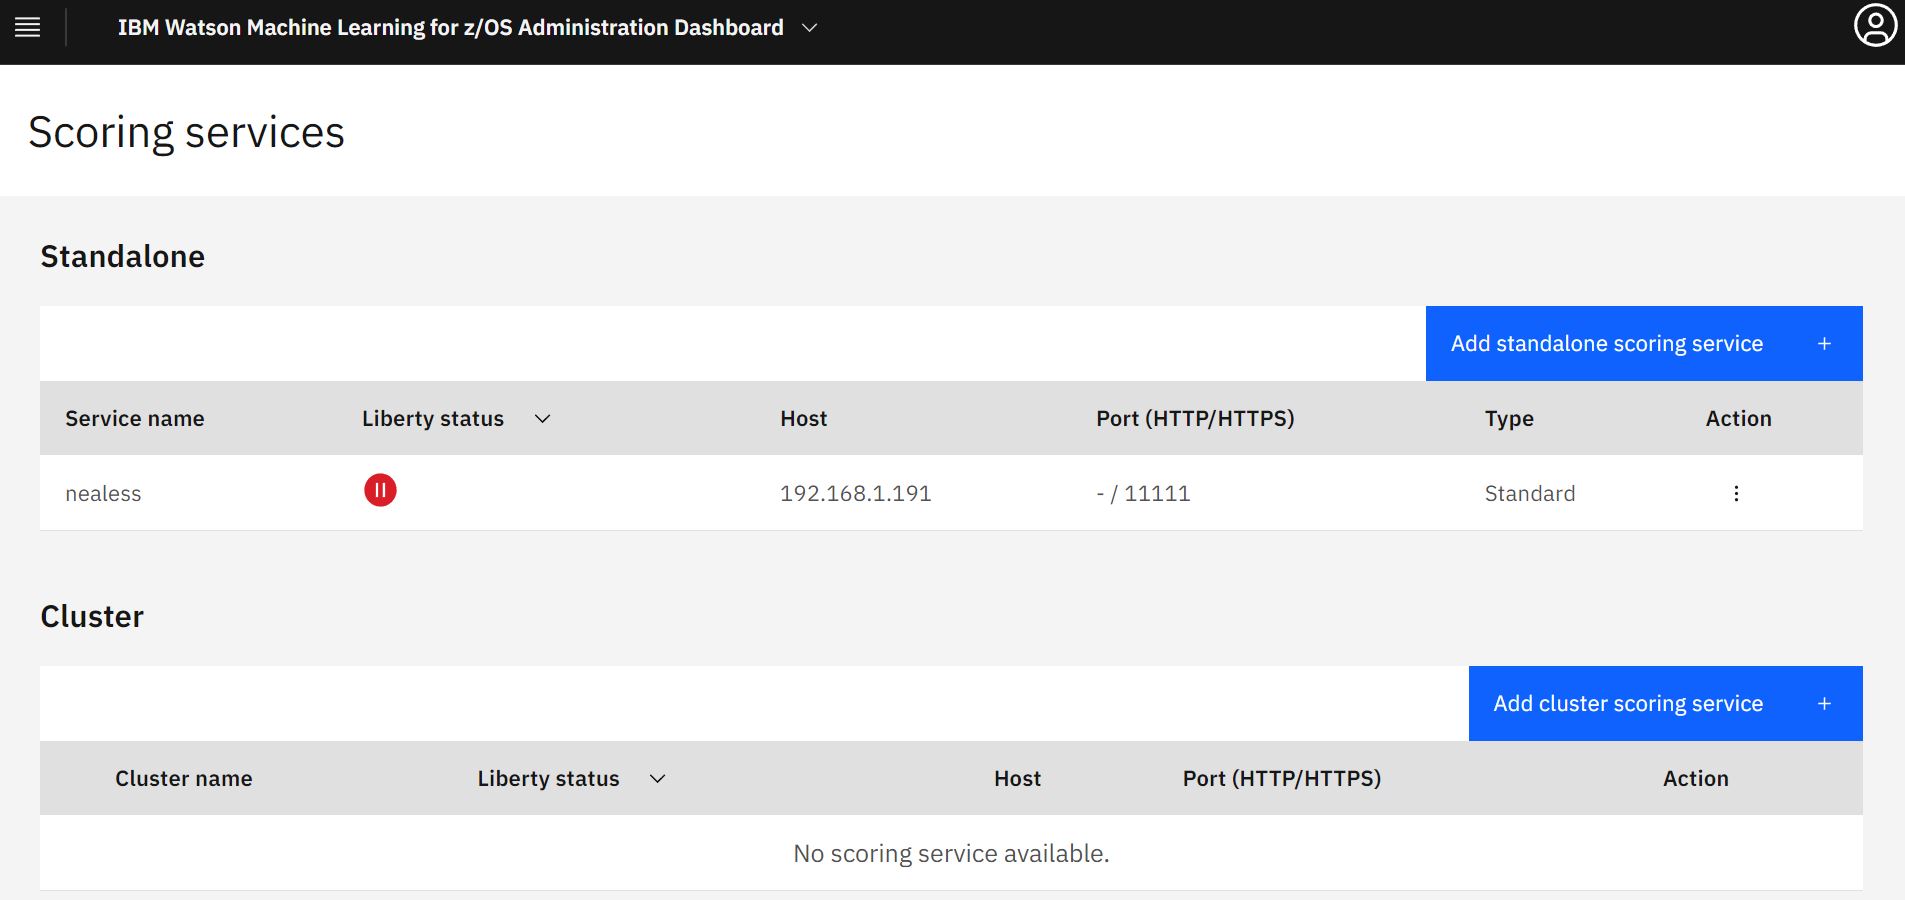 IBM Watson Machine Learning for z/OS Administration Dashboard
Scoring services
Standalone
Add standalone scoring service +
Service name Liberty status Host Port (HTTP/HTTPS) Type Action
nealess 192.168.1.191 - / 11111 Standard
Cluster
Add cluster scoring service +
Cluster name Liberty status Host Port (HTTP/HTTPS) Action
No scoring service available.